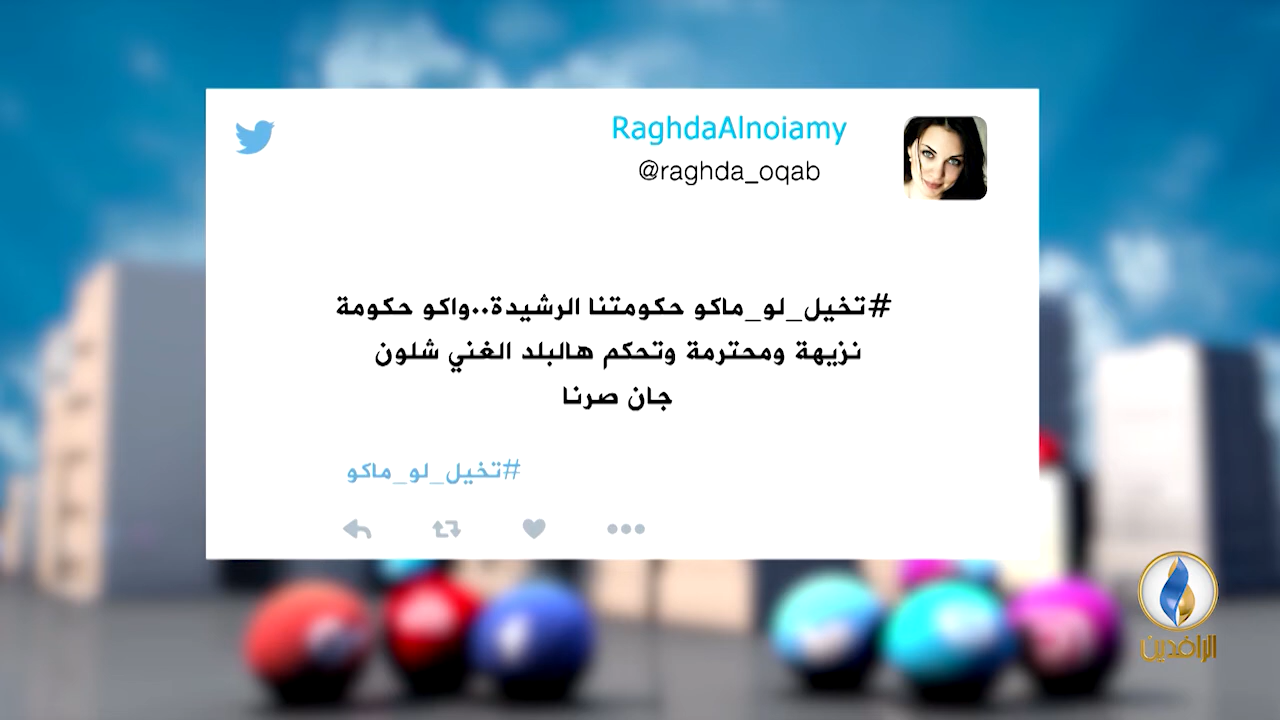 RaghdaAlnoiamy
@raghda_oqab
#تخيل_لو_ماكو حكومتنا الرشيدة..واكو حكومة
نزيهة ومحترمة وتحكم هالبلد الغني شلون
جان صرنا
#تخيل_لو_ماكو
الرافدين